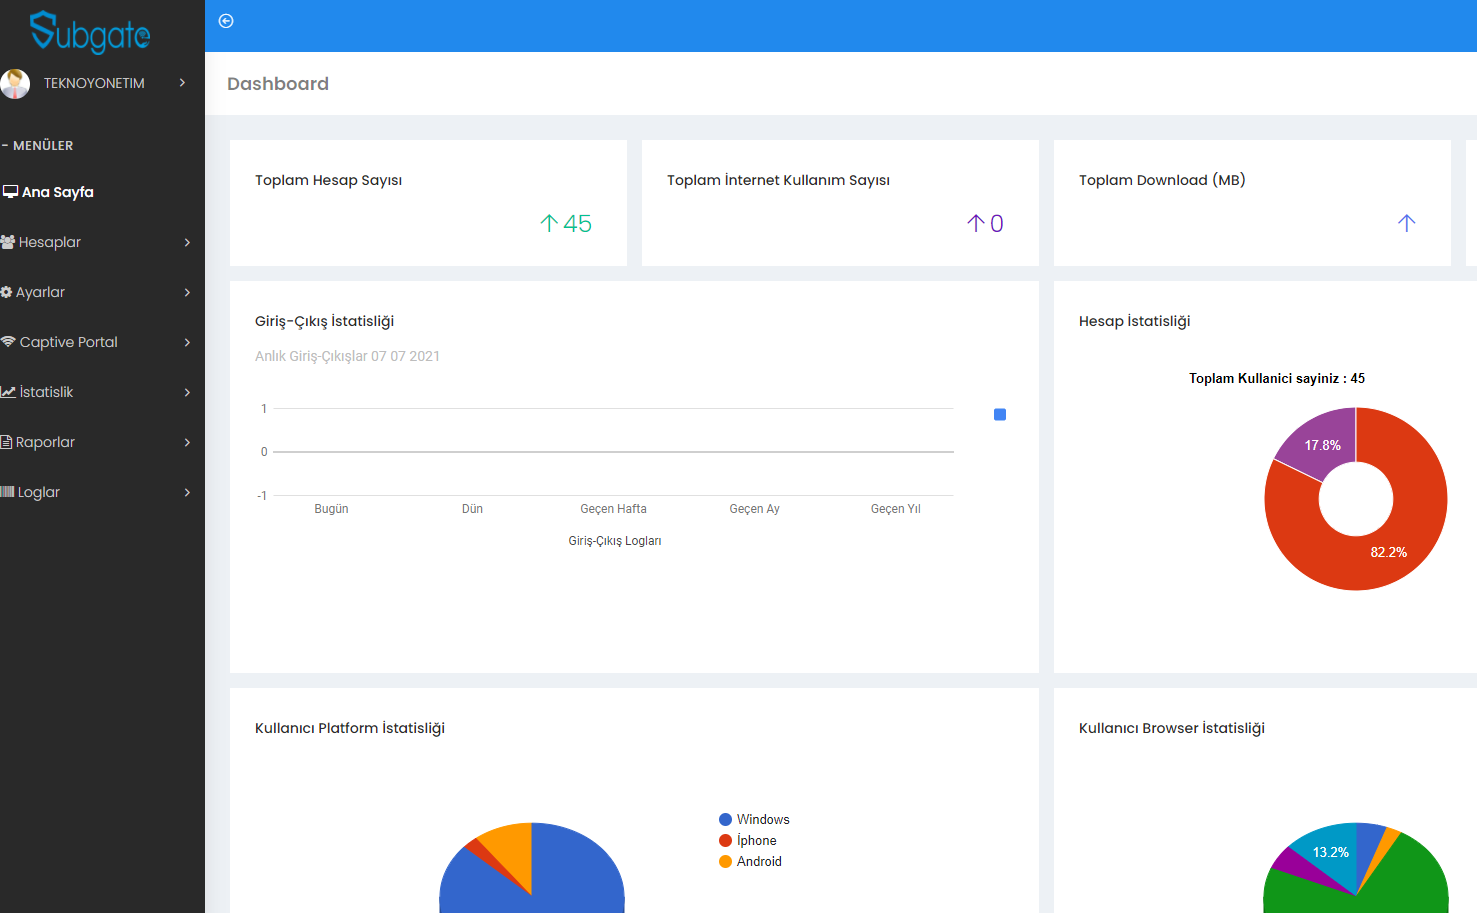 Subgate
TEKNOYONETIM
- MENÜLER
Ana Sayfa
Hesaplar
Ayarlar
Captive Portal
İstatislik
Raporlar
Loglar
Dashboard
Toplam Hesap Sayısı
45
Toplam İnternet Kullanım Sayısı
0
Toplam Download (MB)
Giriş-Çıkış İstatisliği
Anlık Giriş-Çıkışlar 07 07 2021
1
0
-1
Bugün Dün Geçen Hafta Geçen Ay Geçen Yıl
Giriş-Çıkış Logları
Hesap İstatisliği
Toplam Kullanici sayiniz : 45
17.8%
82.2%
Kullanıcı Platform İstatisliği
Windows
İphone
Android
Kullanıcı Browser İstatisliği
13.2%